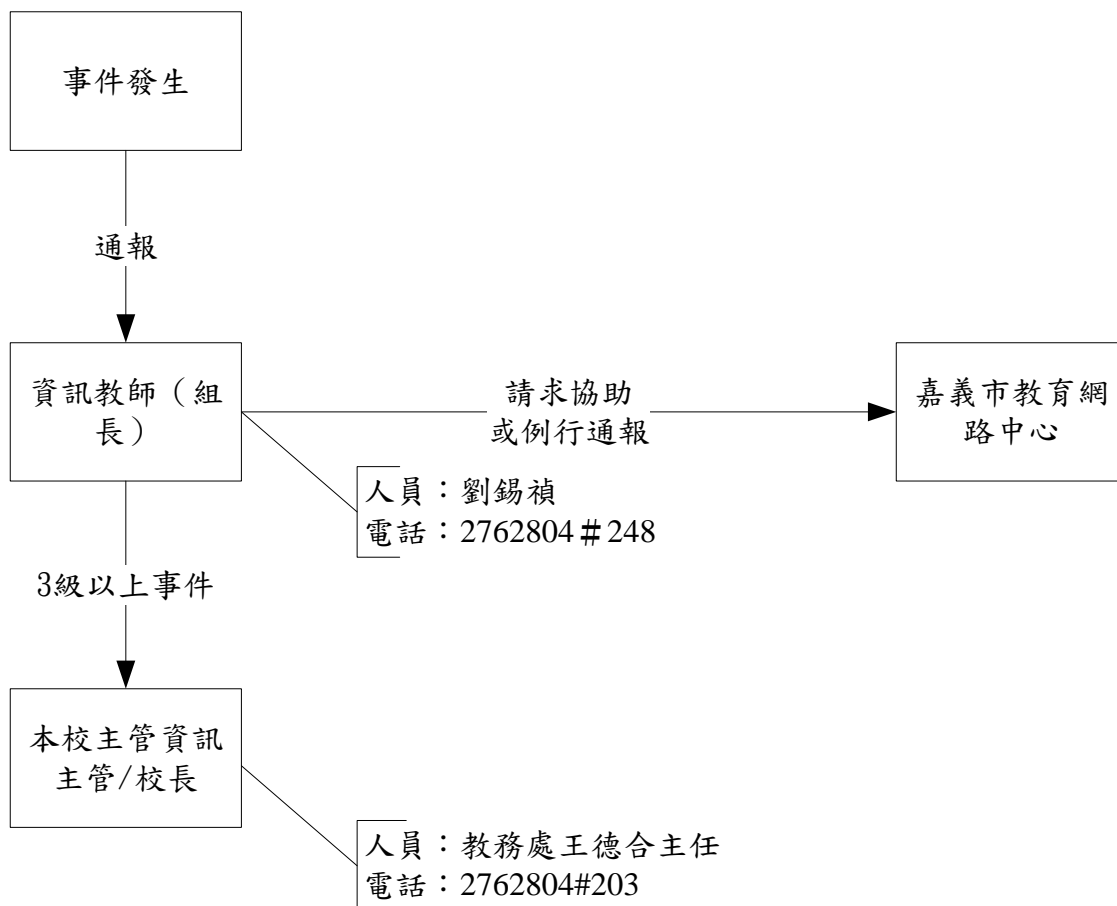 事件發生
通報
資訊教師（組
長）
請求協助
或例行通報
嘉義市教育網
路中心
人員：劉錫禎
電話：2762804＃248
3級以上事件
本校主管資訊
主管/校長
人員：教務處王德合主任
電話：2762804#203